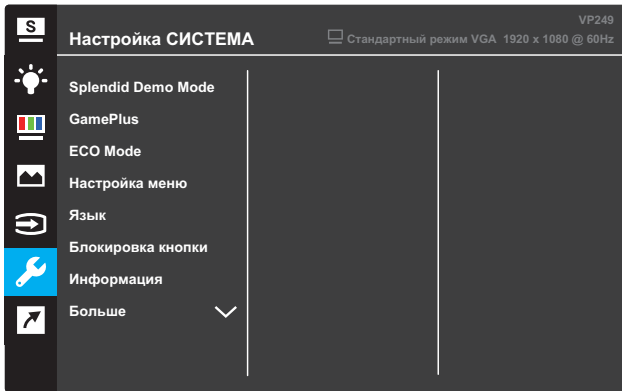 S
VP249
Настройка СИСТЕМА
Стандартный режим VGA 1920 x 1080 @ 60Hz
Splendid Demo Mode
GamePlus
ECO Mode
Настройка меню
Язык
Блокировка кнопки
Информация
Больше